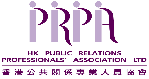 PRPA
HK PUBLIC RELATIONS
PROFESSIONALS' ASSOCIATION LTD
香港公共關係專業人員協會